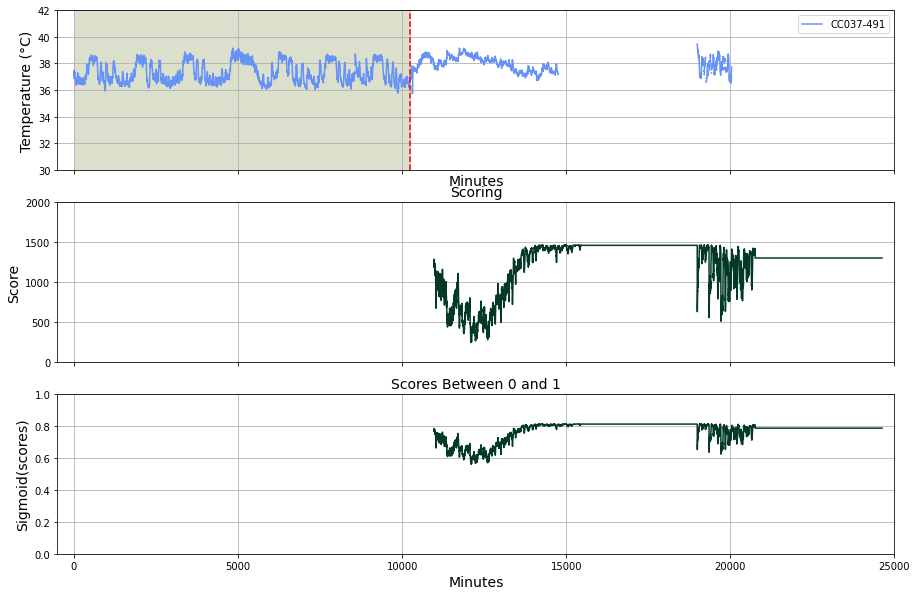 42
40
38
36
34
32
30
Temperature (°C)
CC037-491
Minutes
Scoring
2000
1500
1000
500
0
Score
Scores Between 0 and 1
1.0
0.8
0.6
0.4
0.2
0.0
Sigmoid(scores)
0 5000 10000 15000 20000 25000
Minutes